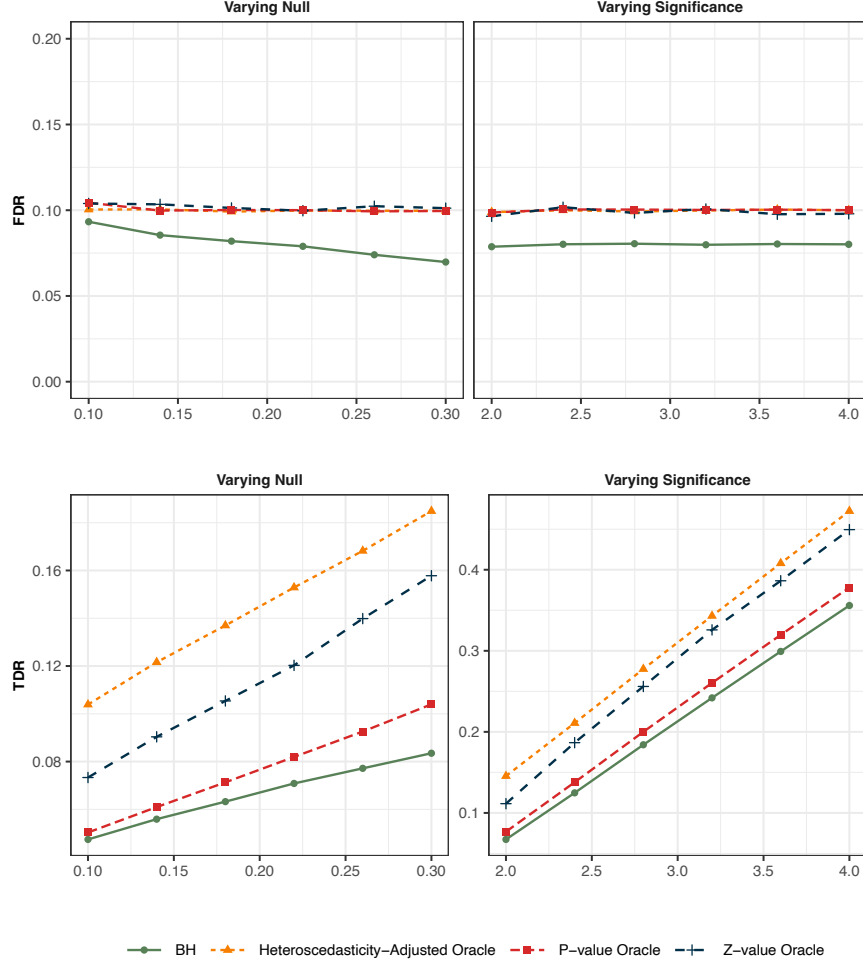 Varying Null
Varying Significance
FDR
0.20
0.15
0.10
0.05
0.00
0.10 0.15 0.20 0.25 0.30
2.0 2.5 3.0 3.5 4.0
Varying Null
Varying Significance
TDR
0.16
0.12
0.08
0.4
0.3
0.2
0.1
0.10 0.15 0.20 0.25 0.30
2.0 2.5 3.0 3.5 4.0
BH Heteroscedasticity−Adjusted Oracle P−value Oracle Z−value Oracle